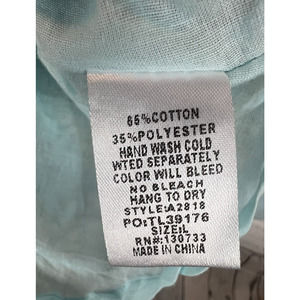 65%COTTON
35%POLYESTER
HAND WASH COLD
WTED SEPARATELY
COLOR WILL BLEED
NO BLEACH
HANG TO DRY
STYLE:A2818
PO:TL39176
SIZE:L
RN#:130733
MADE IN CHINA